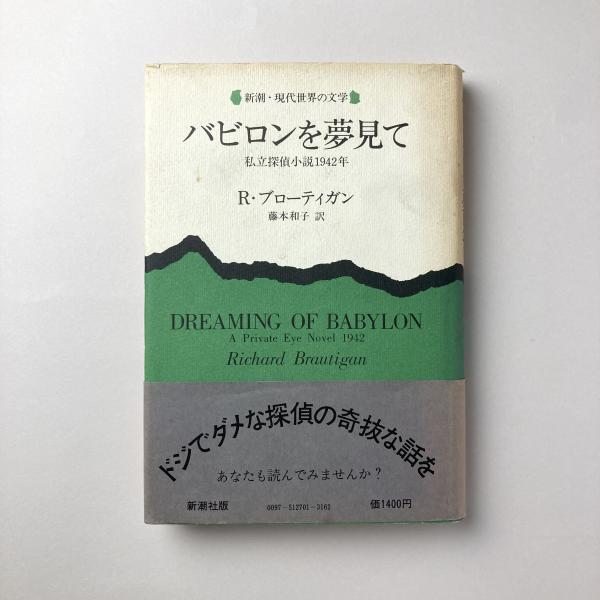 新潮・現代世界の文学
バビロンを夢見て
私立探偵小説1942年
R・ブローティガン
藤本和子 訳
DREAMING OF BABYLON
A Private Eye Novel 1942
Richard Brautigan
ドジでダメな探偵の奇抜な話を
あなたも読んでみませんか?
新潮社版
0097-512701-3162
価1400円